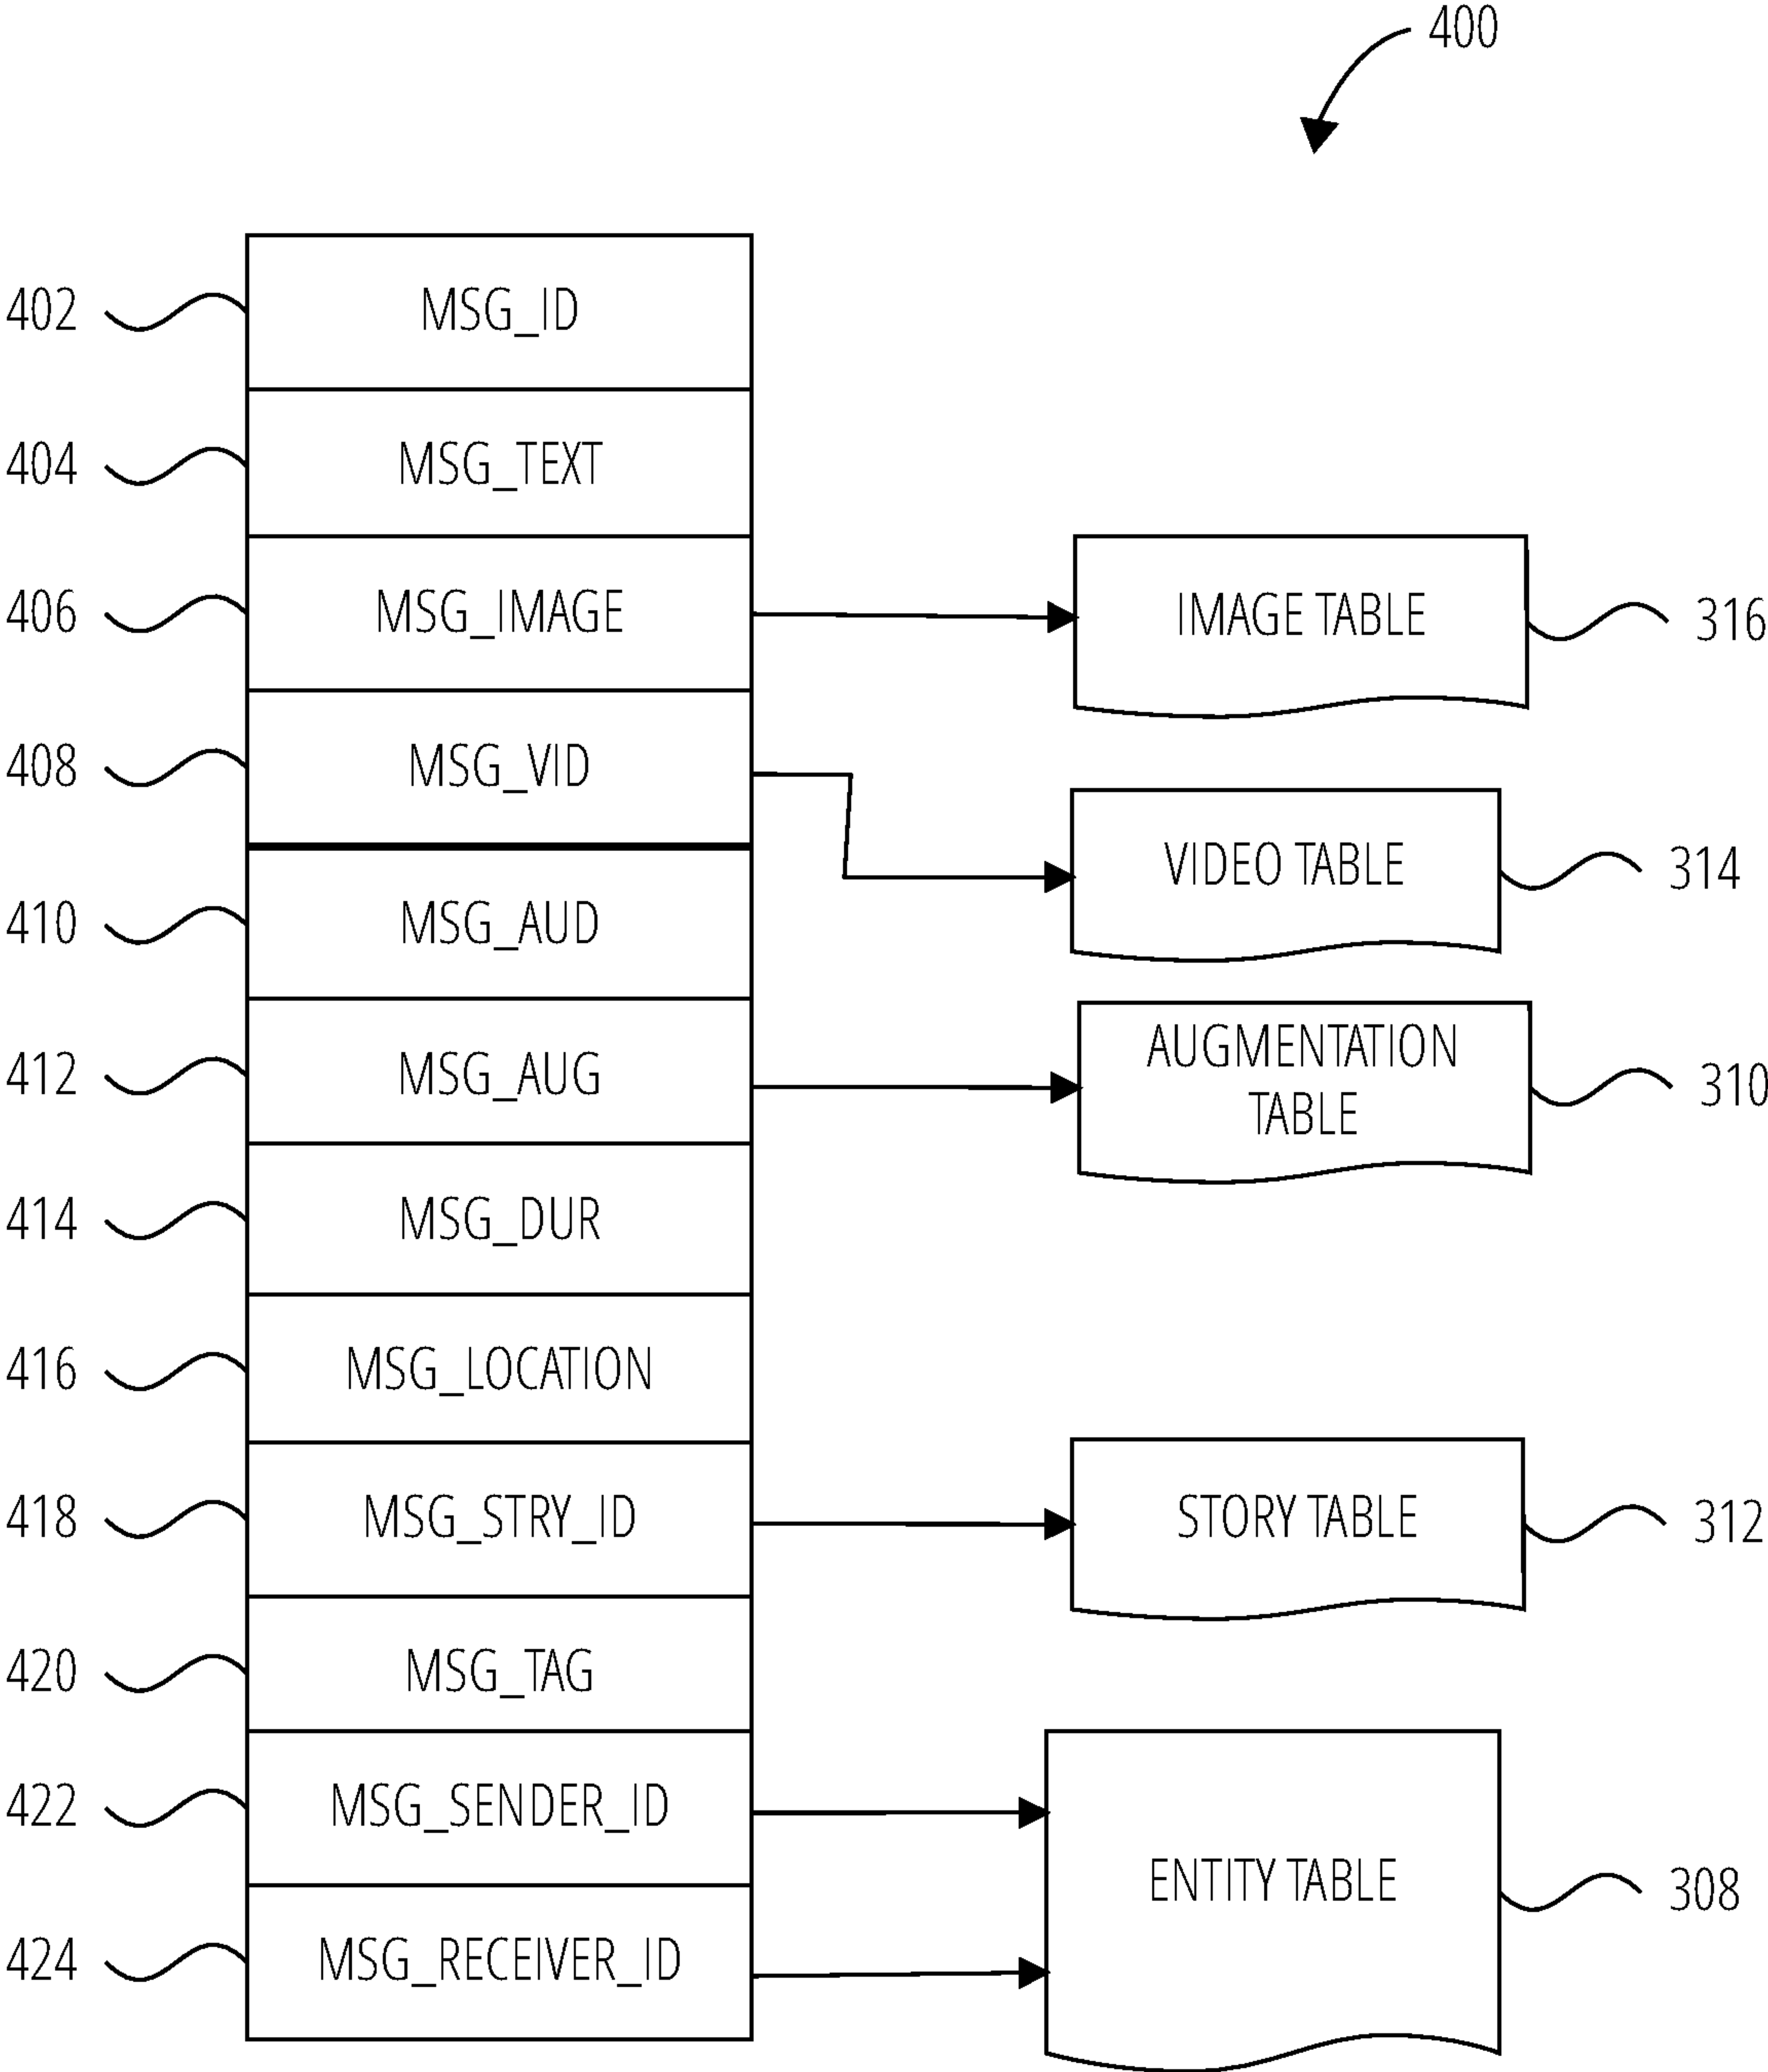 400
402
MSG_ID
404
MSG_TEXT
406
MSG_IMAGE
IMAGE TABLE
316
408
MSG_VID
VIDEO TABLE
314
410
MSG_AUD
412
MSG_AUG
AUGMENTATION
TABLE
310
414
MSG_DUR
416
MSG_LOCATION
418
MSG_STRY_ID
STORY TABLE
312
420
MSG_TAG
422
MSG_SENDER_ID
ENTITY TABLE
308
424
MSG_RECEIVER_ID